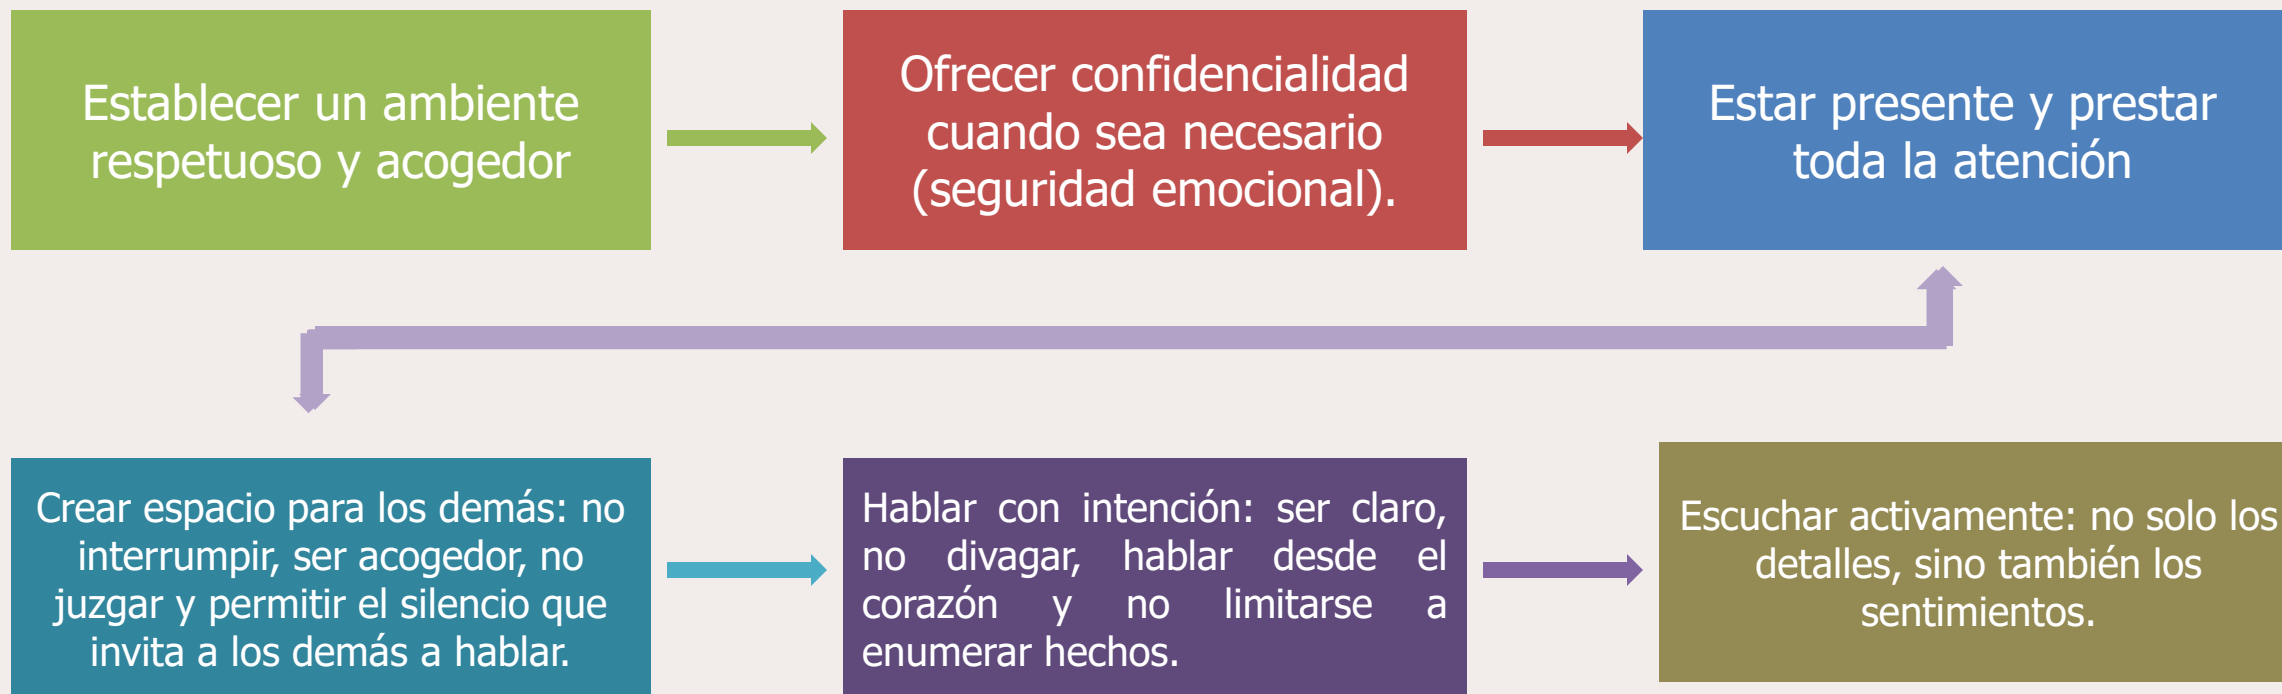 Establecer un ambiente
respetuoso y acogedor
Ofrecer confidencialidad
cuando sea necesario
(seguridad emocional).
Estar presente y prestar
toda la atención
Crear espacio para los demás: no
interrumpir, ser acogedor, no
juzgar y permitir el silencio que
invita a los demás a hablar.
Hablar con intención: ser claro,
no divagar, hablar desde el
corazón y no limitarse a
enumerar hechos.
Escuchar activamente: no solo los
detalles, sino también los
sentimientos.